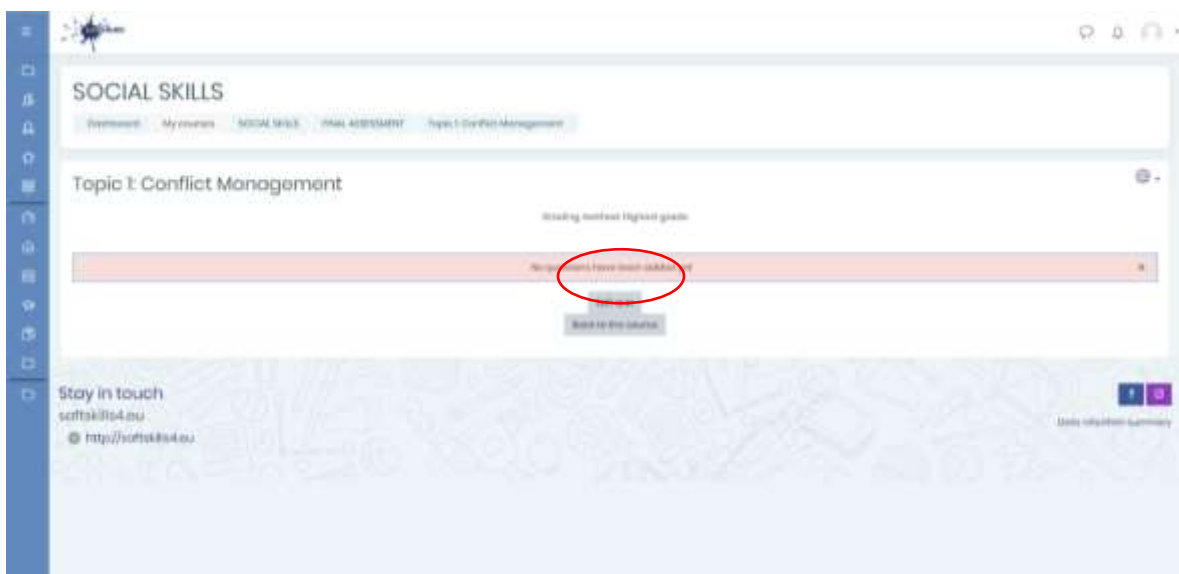 SOCIAL SKILLS
Dashboard My courses SOCIAL SKILLS FINAL ASSESSMENT Topic 1: Conflict Management
Topic 1: Conflict Management
Grading method: Highest grade
No questions have been added yet
Edit quiz
Back to the course
Stay in touch
softskills4.eu
http://softskills4.eu
Data retention summary